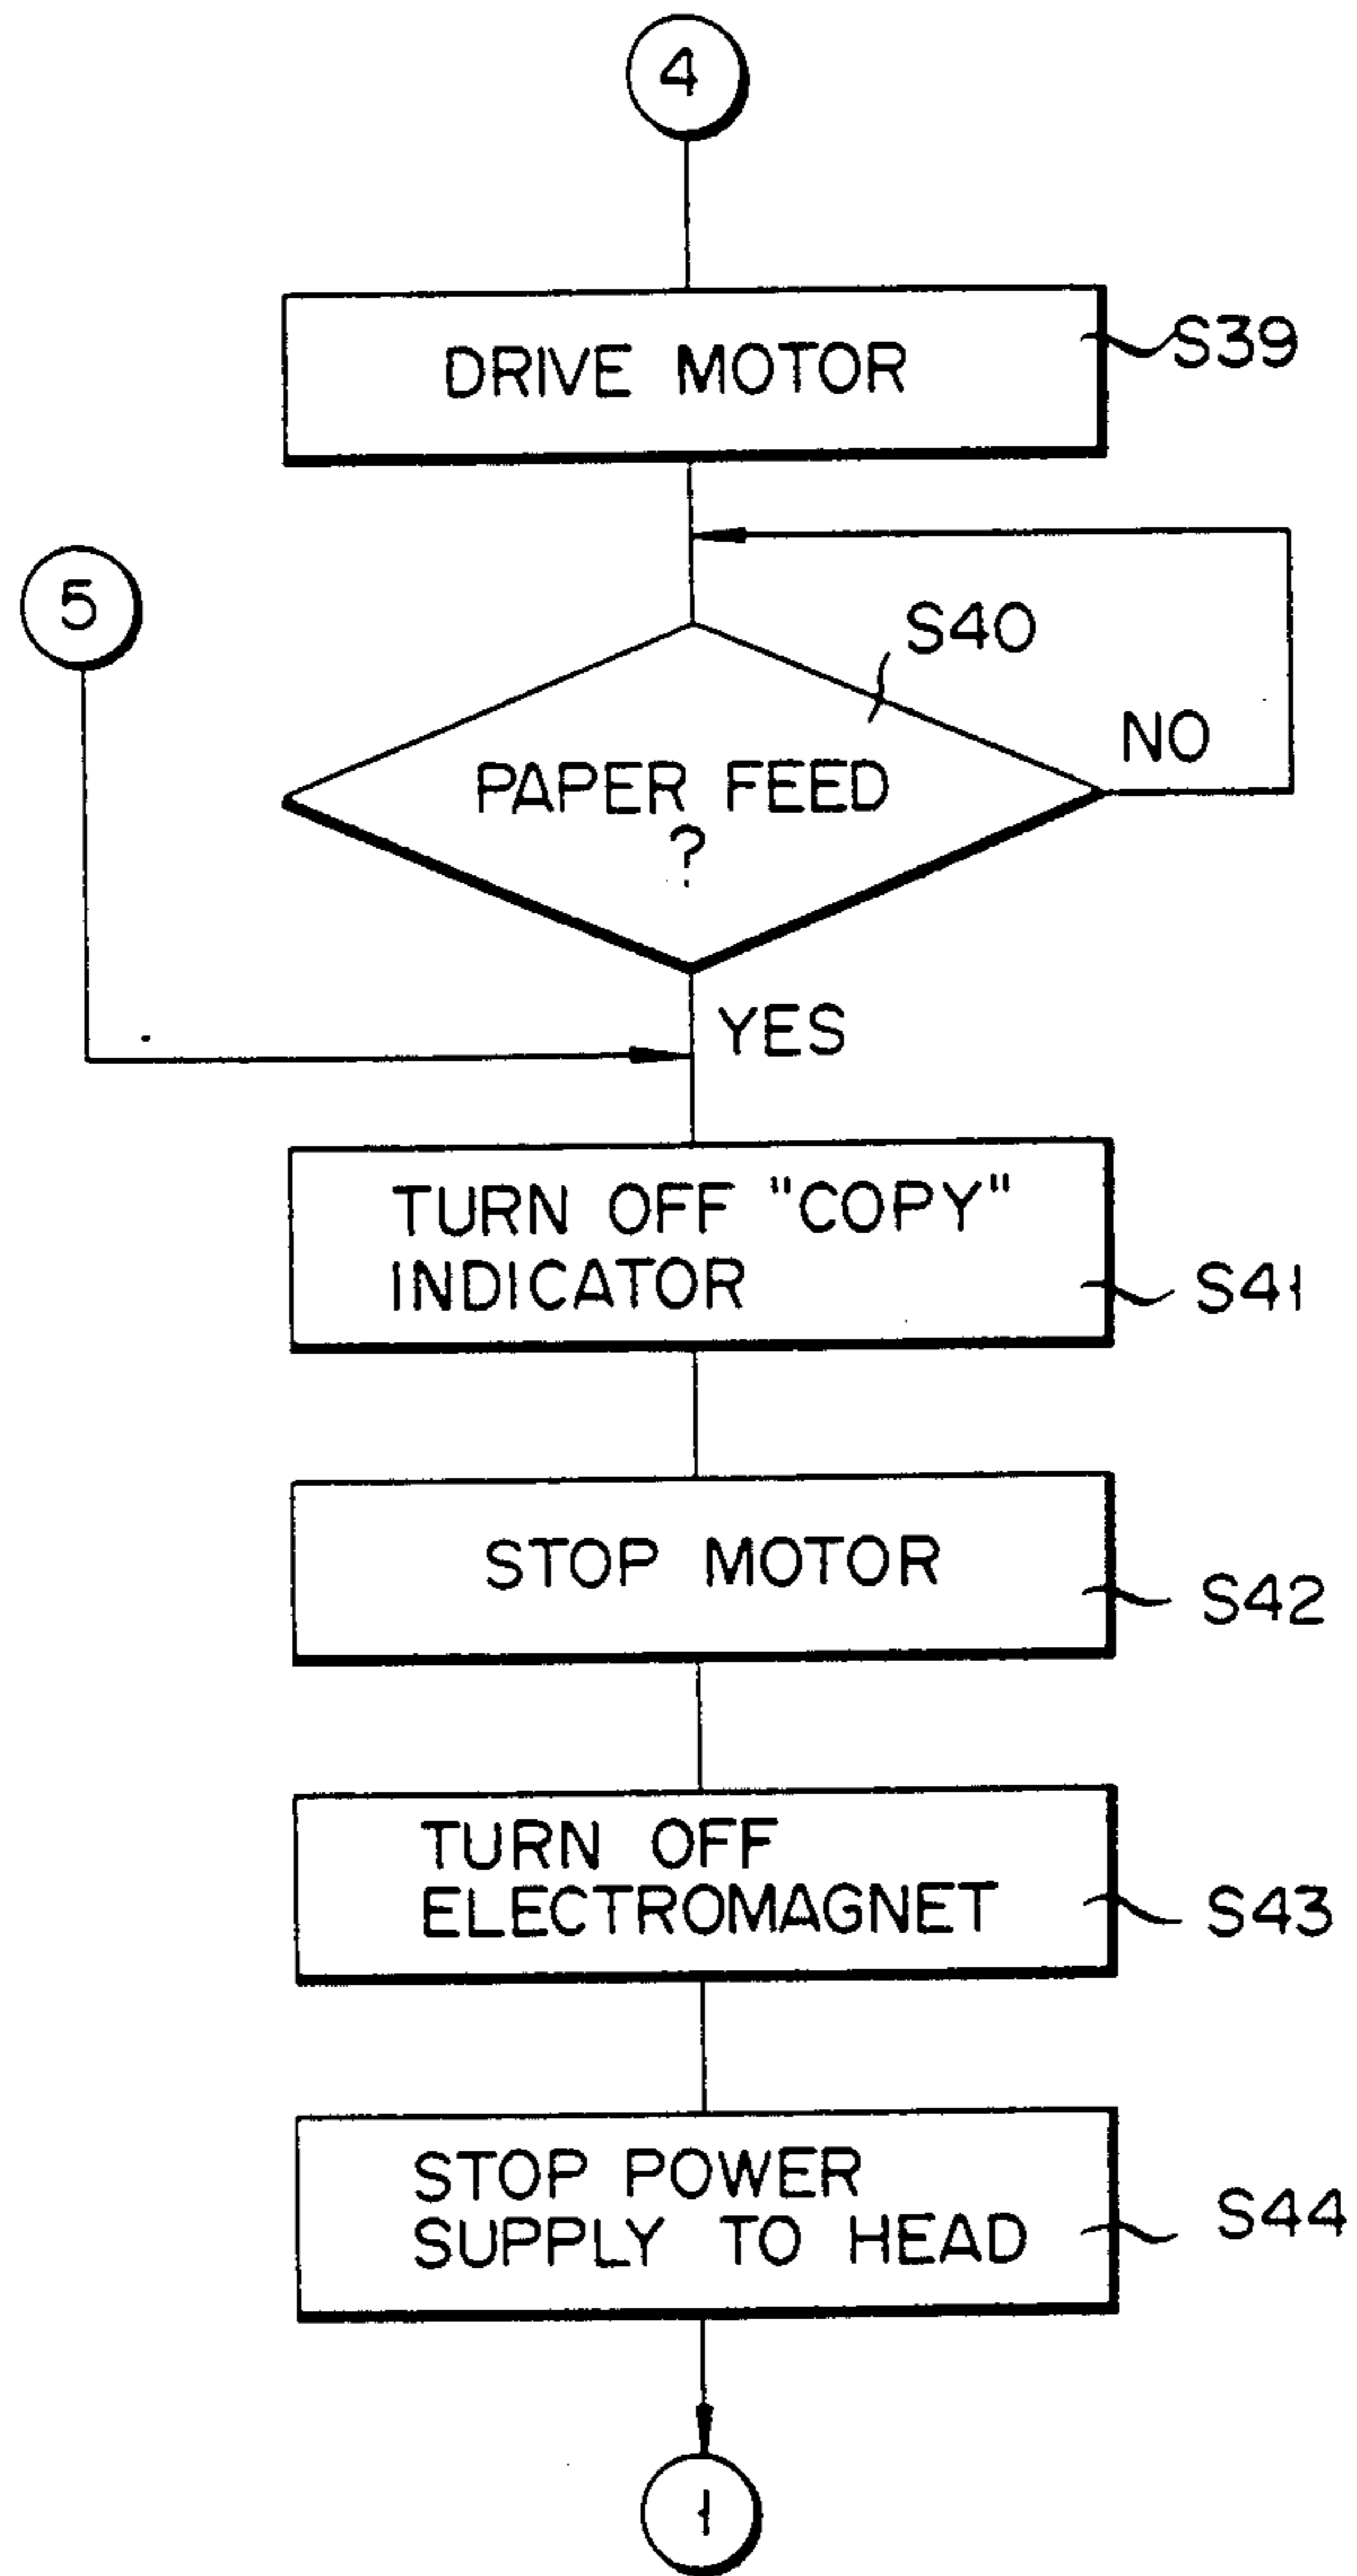 4
DRIVE MOTOR
S39
5
S40
NO
PAPER FEED
?
YES
TURN OFF "COPY"
INDICATOR
S41
STOP MOTOR
S42
TURN OFF
ELECTROMAGNET
S43
STOP POWER
SUPPLY TO HEAD
S44
1